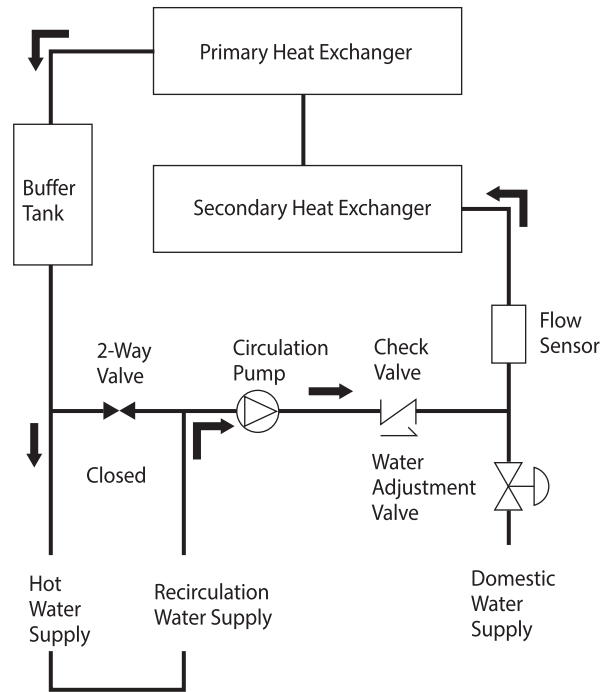 Primary Heat Exchanger
Buffer
Tank
Secondary Heat Exchanger
Flow
Sensor
2-Way
Valve
Circulation
Pump
Check
Valve
Closed
Water
Adjustment
Valve
Hot
Water
Supply
Recirculation
Water Supply
Domestic
Water
Supply